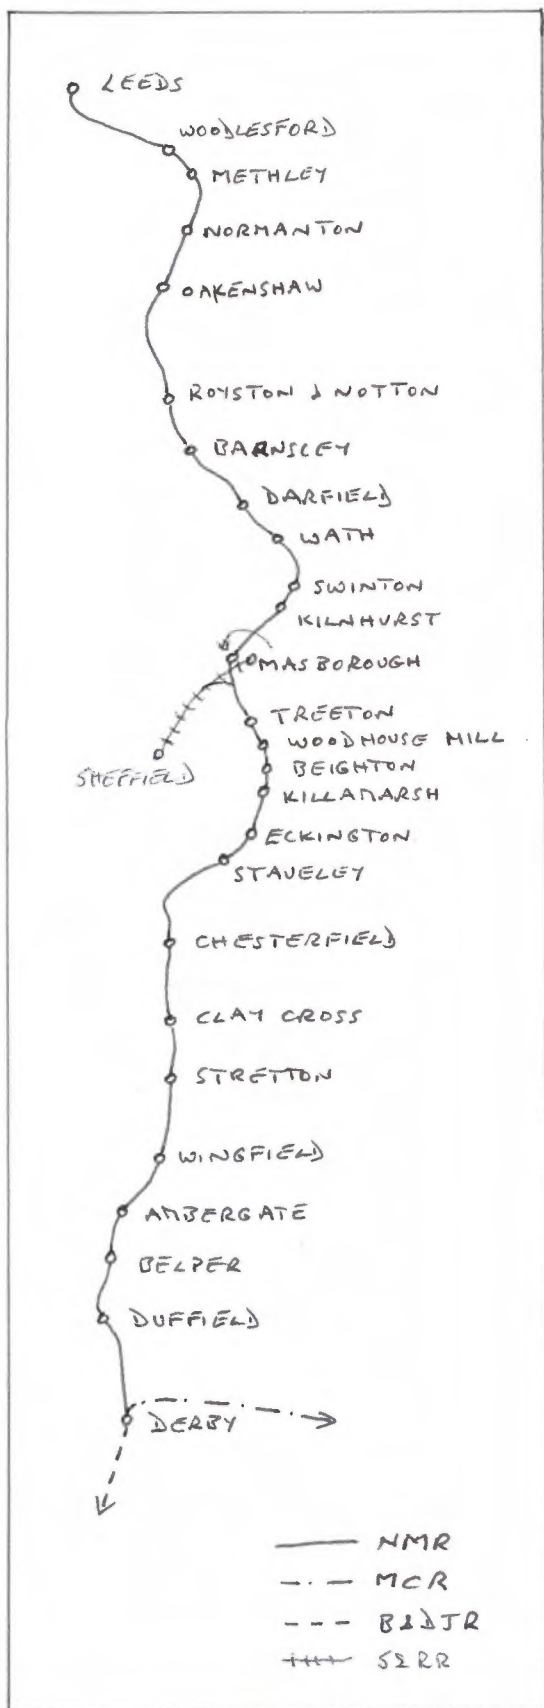 LEEDS
WOODLESFORD
METHLEY
NORMANTON
OAKENSHAW
ROYSTON & NOTTON
BARNSLEY
DARFIELD
WATH
SWINTON
KILNHURST
MASBOROUGH
TREETON
WOODHOUSE MILL
SHEFFIELD
BEIGHTON
KILLAMARSH
ECKINGTON
STAVELEY
CHESTERFIELD
CLAY CROSS
STRETTON
WINGFIELD
AMBERGATE
BELPER
DUFFIELD
DERBY
NMR
MCR
B&DJR
S&RR